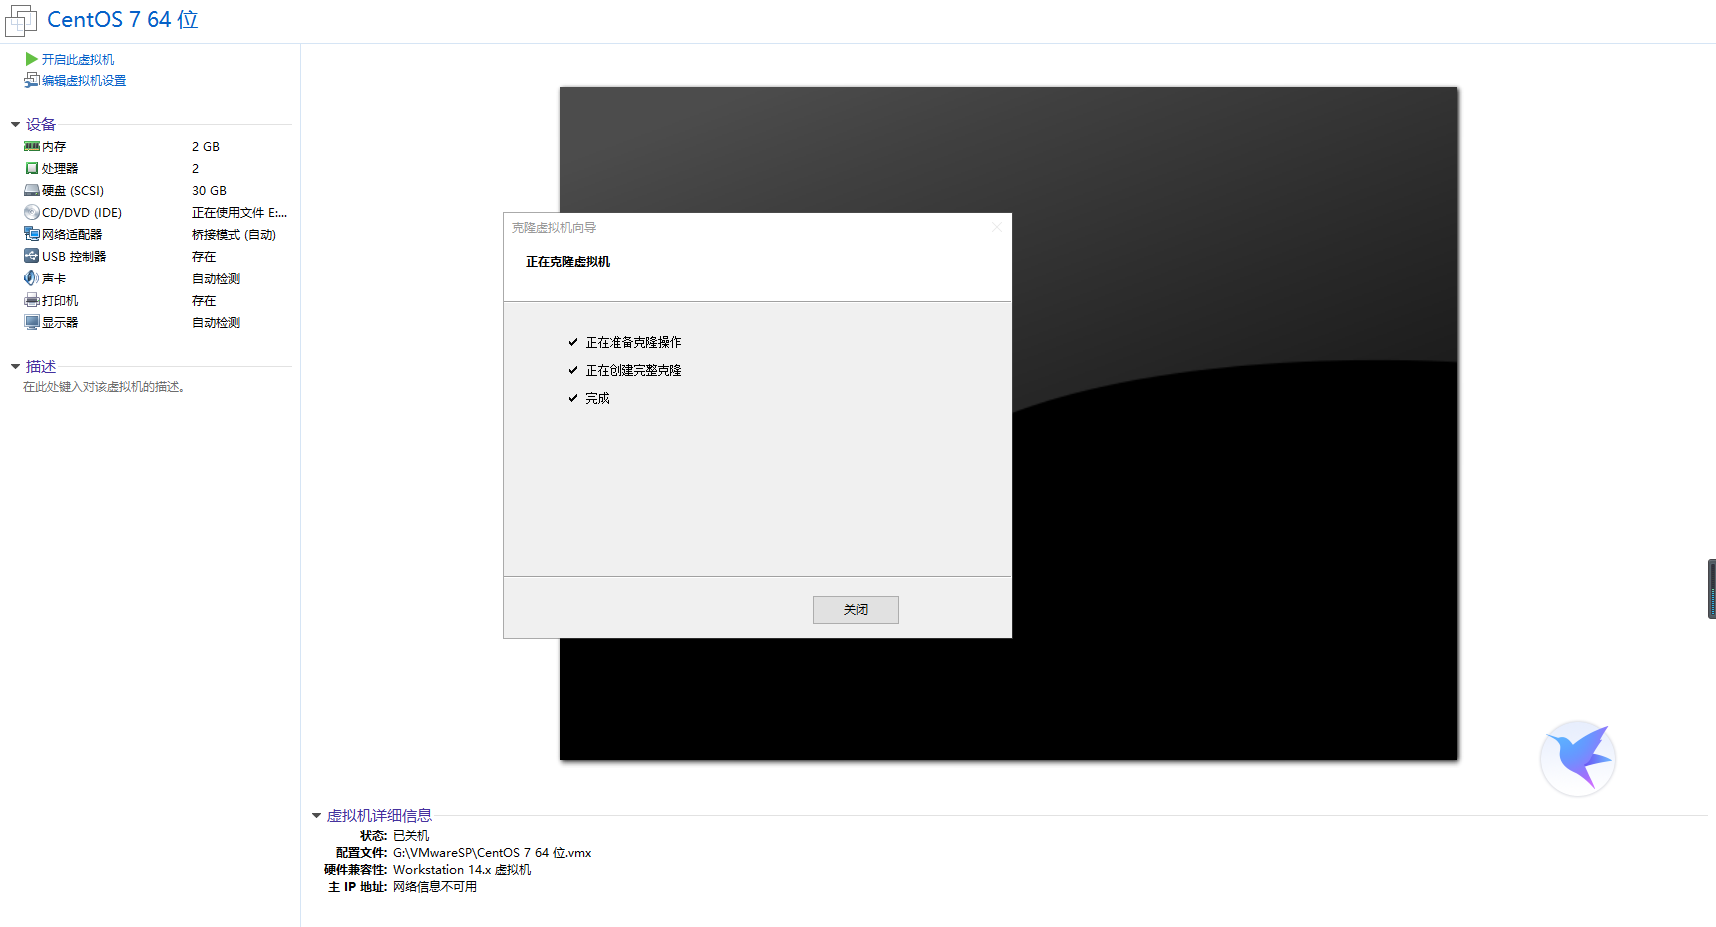 CentOS 7 64 位
开启此虚拟机
编辑虚拟机设置
设备
内存 2 GB
处理器 2
硬盘 (SCSI) 30 GB
CD/DVD (IDE) 正在使用文件 E:...
网络适配器 桥接模式 (自动)
USB 控制器 存在
声卡 自动检测
打印机 存在
显示器 自动检测
描述
在此处键入对该虚拟机的描述。
克隆虚拟机向导
正在克隆虚拟机
正在准备克隆操作
正在创建完整克隆
完成
关闭
虚拟机详细信息
状态: 已关机
配置文件: G:\VMwareSP\CentOS 7 64 位.vmx
硬件兼容性: Workstation 14.x 虚拟机
主 IP 地址: 网络信息不可用